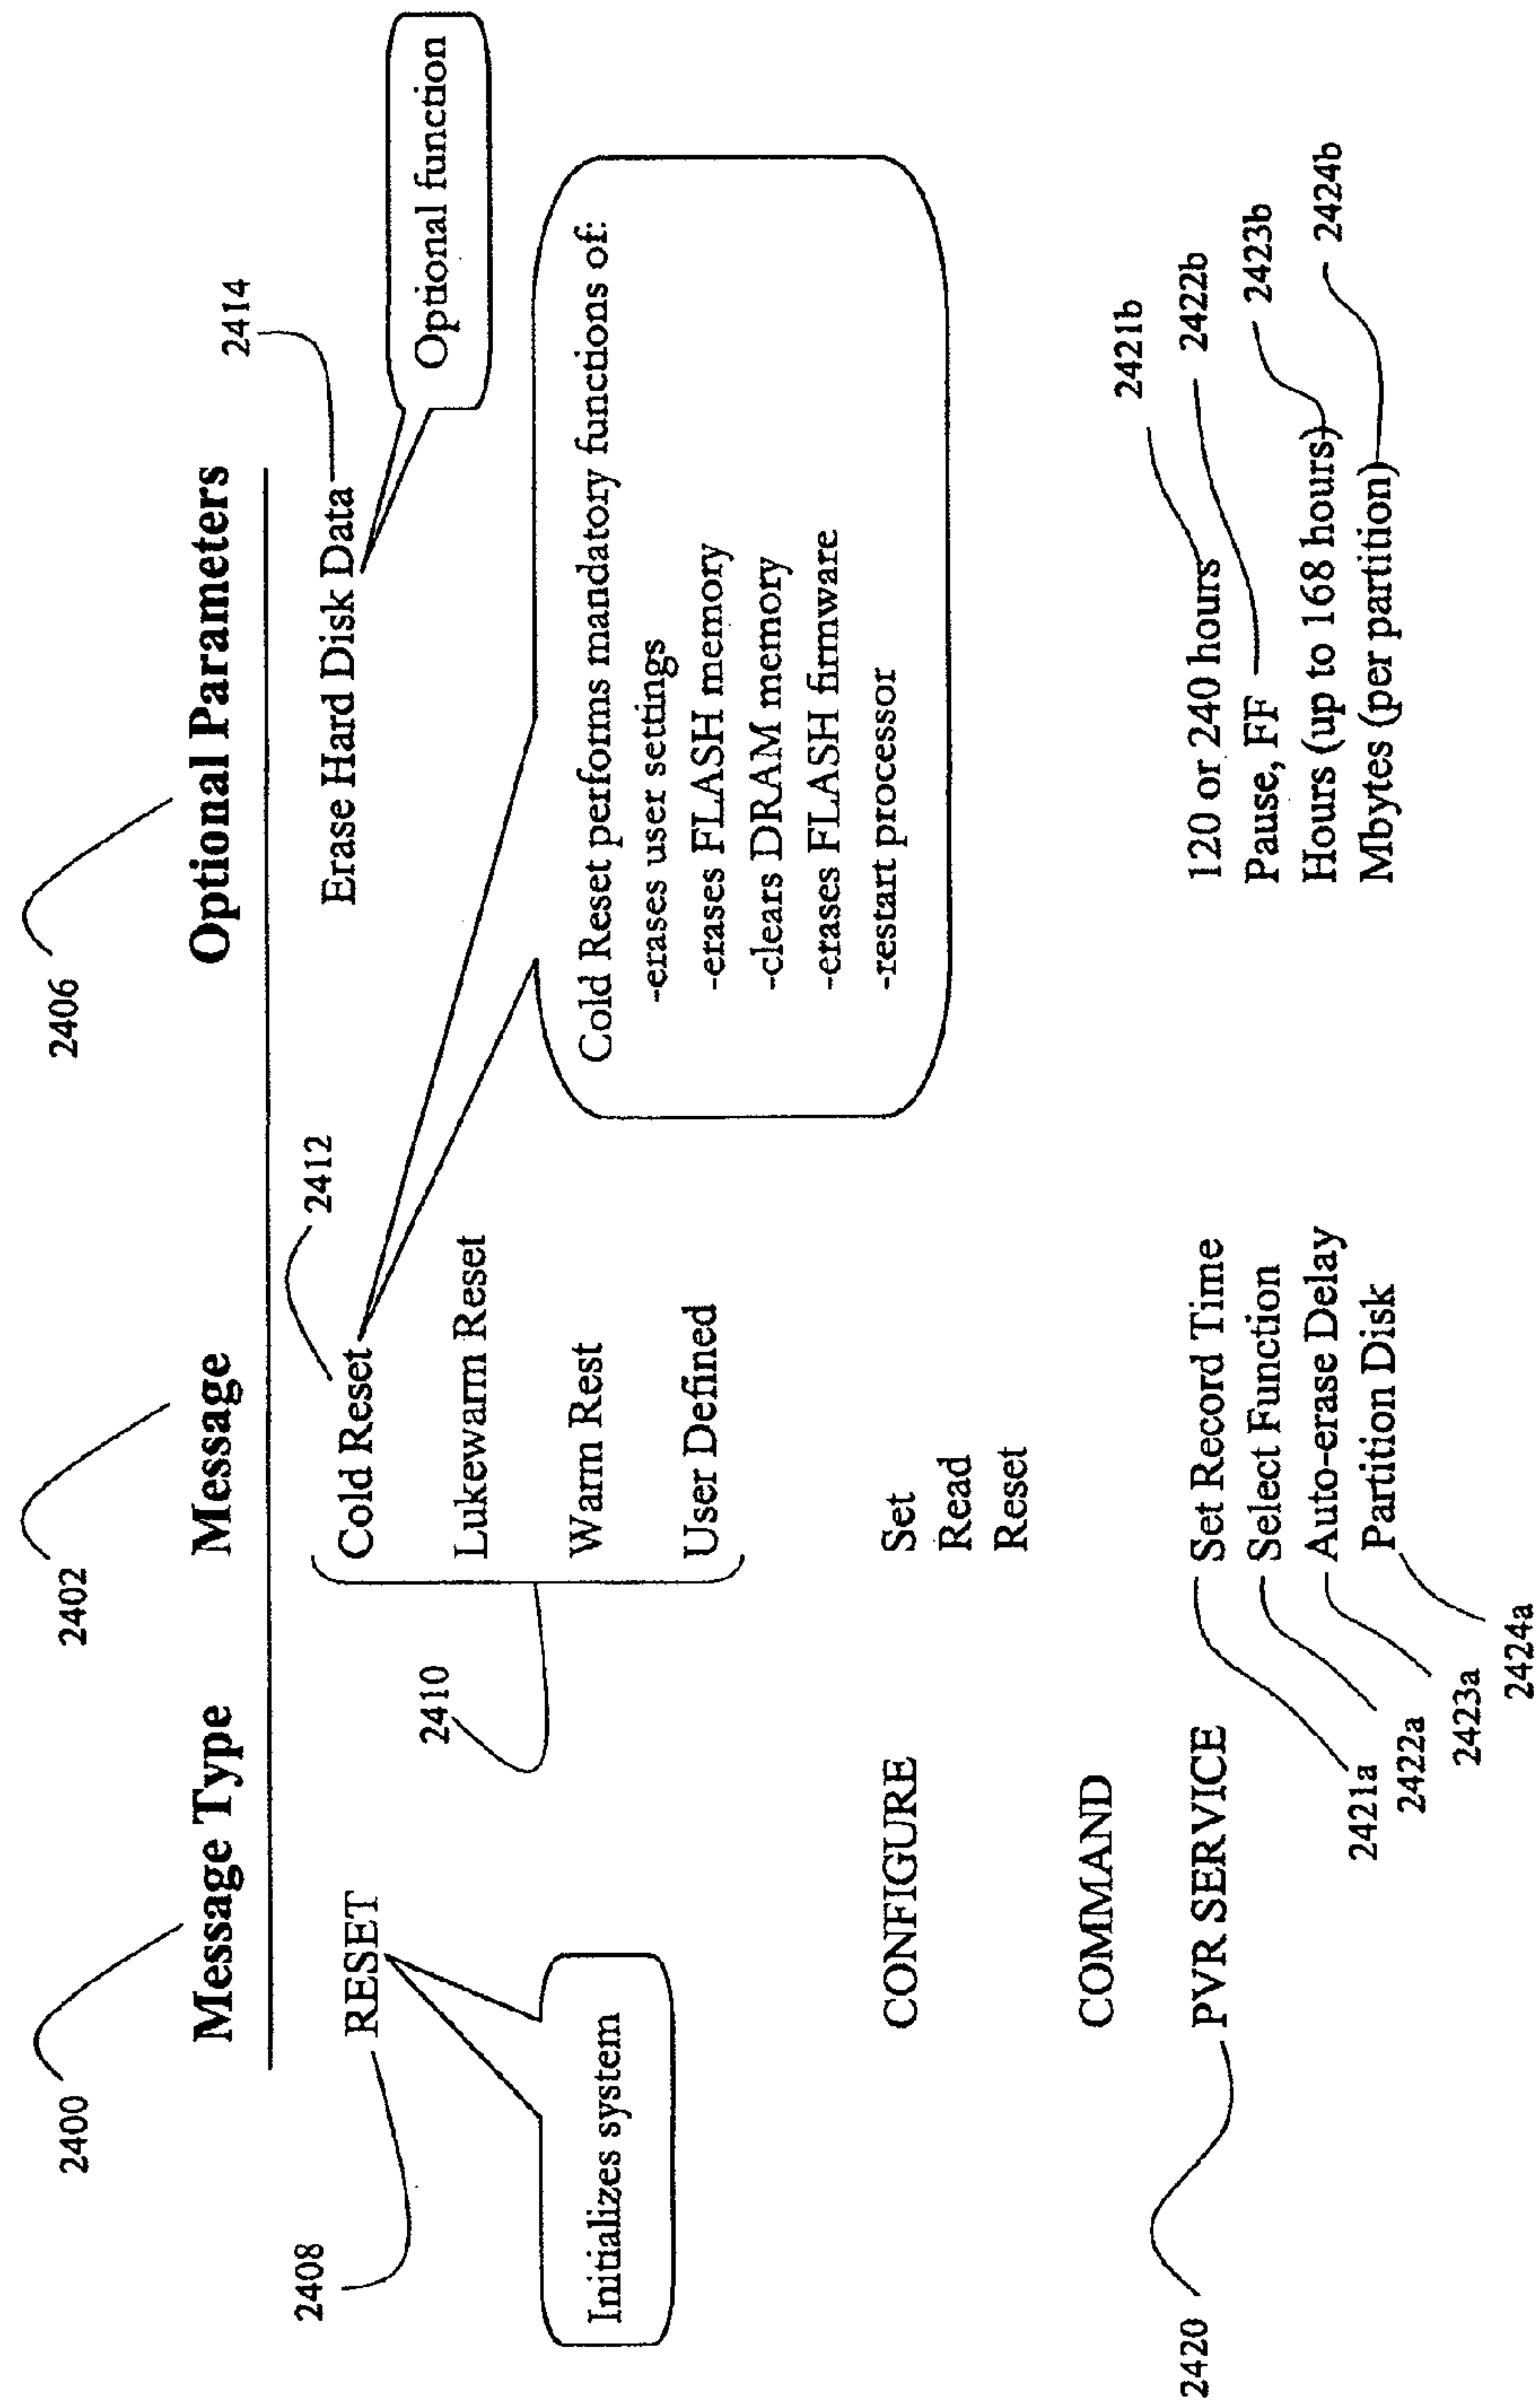 2400
2402
2406
Message Type
Message
Optional Parameters
2408
RESET
Initializes system
2410
2412
Cold Reset
Lukewarm Reset
Warm Rest
User Defined
Erase Hard Disk Data
2414
Optional function
Cold Reset performs mandatory functions of:
-erases user settings
-erases FLASH memory
-clears DRAM memory
-erases FLASH firmware
-restart processor
CONFIGURE
Set
Read
Reset
COMMAND
2420
PVR SERVICE
Set Record Time
120 or 240 hours
2421b
Select Function
Pause, FF
2422b
Auto-erase Delay
Hours (up to 168 hours)
2423b
Partition Disk
Mbytes (per partition)
2424b
2421a
2422a
2423a
2424a